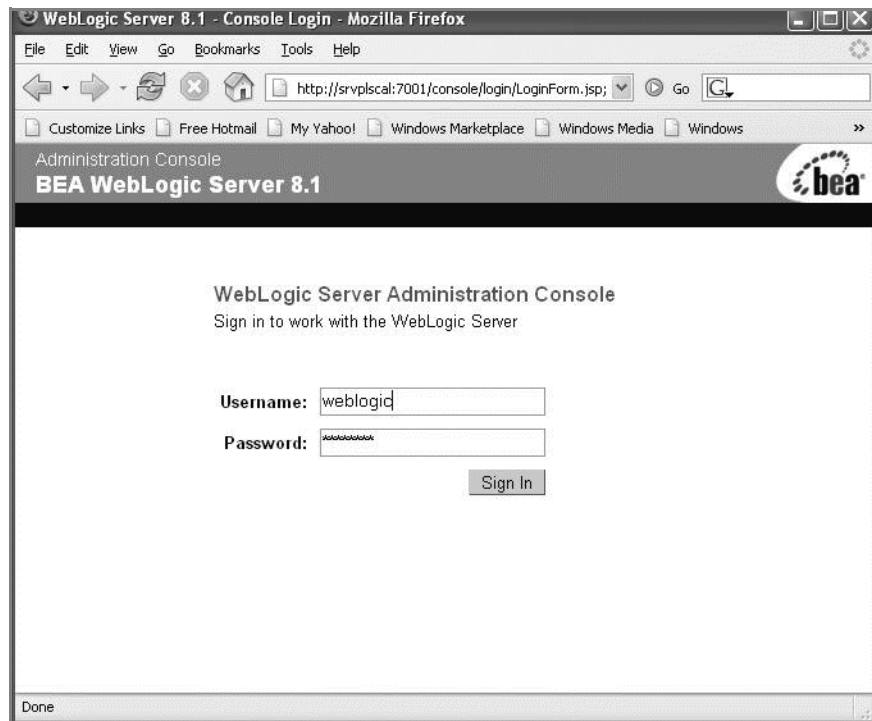 WebLogic Server 8.1 - Console Login - Mozilla Firefox
File Edit View Go Bookmarks Tools Help
http://srvplscal:7001/console/login/LoginForm.jsp; Go G
Customize Links Free Hotmail My Yahoo! Windows Marketplace Windows Media Windows »
Administration Console
BEA WebLogic Server 8.1
bea
WebLogic Server Administration Console
Sign in to work with the WebLogic Server
Username: weblogic
Password: *********
Sign In
Done